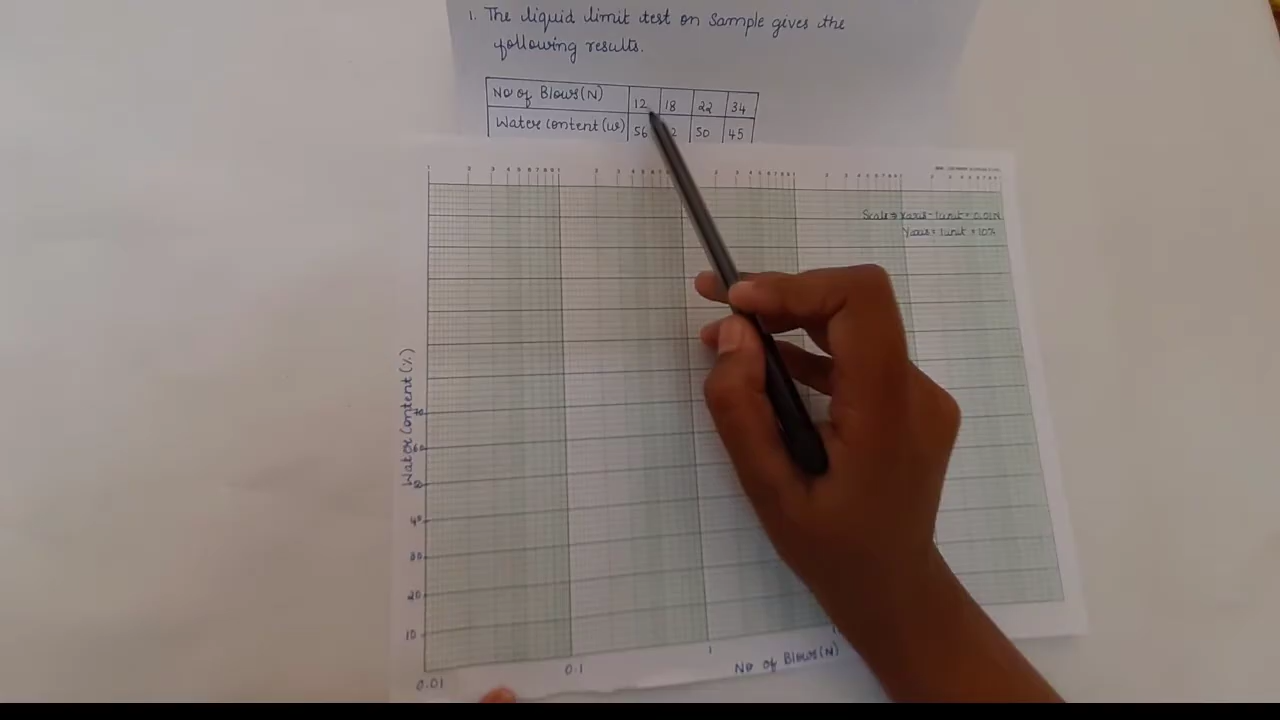 1. The liquid limit test on Sample gives the
following results.
No of Blows(N) 12 18 22 34
Water Content (w) 56 2 50 45
Scale ⇒ X axis - 1 unit = 0.01N
Y axis = 1 unit = 10%
Water Content (%)
70
60
50
40
30
20
10
0.01 0.1 1
No of Blows(N)